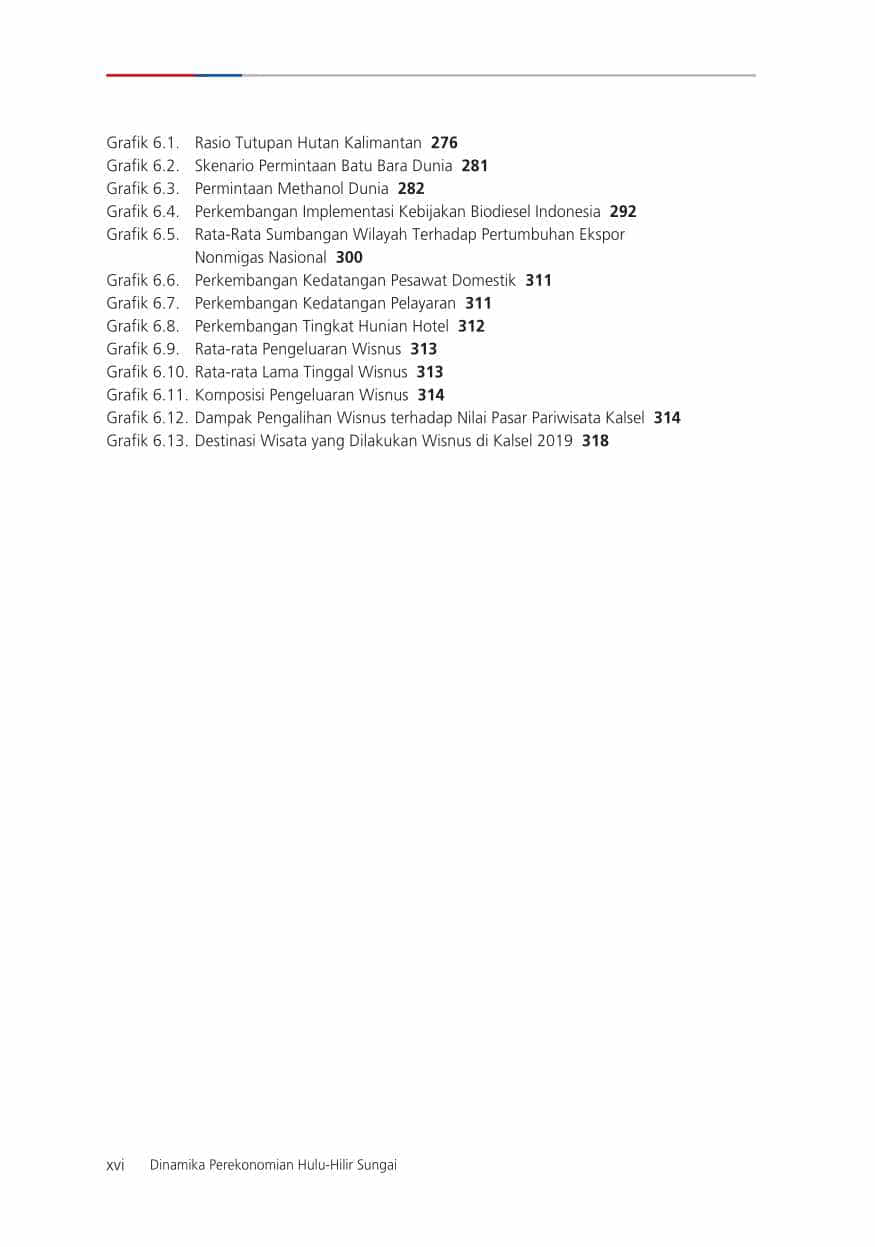 Grafik 6.1. Rasio Tutupan Hutan Kalimantan 276
Grafik 6.2. Skenario Permintaan Batu Bara Dunia 281
Grafik 6.3. Permintaan Methanol Dunia 282
Grafik 6.4. Perkembangan Implementasi Kebijakan Biodiesel Indonesia 292
Grafik 6.5. Rata-Rata Sumbangan Wilayah Terhadap Pertumbuhan Ekspor
Nonmigas Nasional 300
Grafik 6.6. Perkembangan Kedatangan Pesawat Domestik 311
Grafik 6.7. Perkembangan Kedatangan Pelayaran 311
Grafik 6.8. Perkembangan Tingkat Hunian Hotel 312
Grafik 6.9. Rata-rata Pengeluaran Wisnus 313
Grafik 6.10. Rata-rata Lama Tinggal Wisnus 313
Grafik 6.11. Komposisi Pengeluaran Wisnus 314
Grafik 6.12. Dampak Pengalihan Wisnus terhadap Nilai Pasar Pariwisata Kalsel 314
Grafik 6.13. Destinasi Wisata yang Dilakukan Wisnus di Kalsel 2019 318
xvi Dinamika Perekonomian Hulu-Hilir Sungai